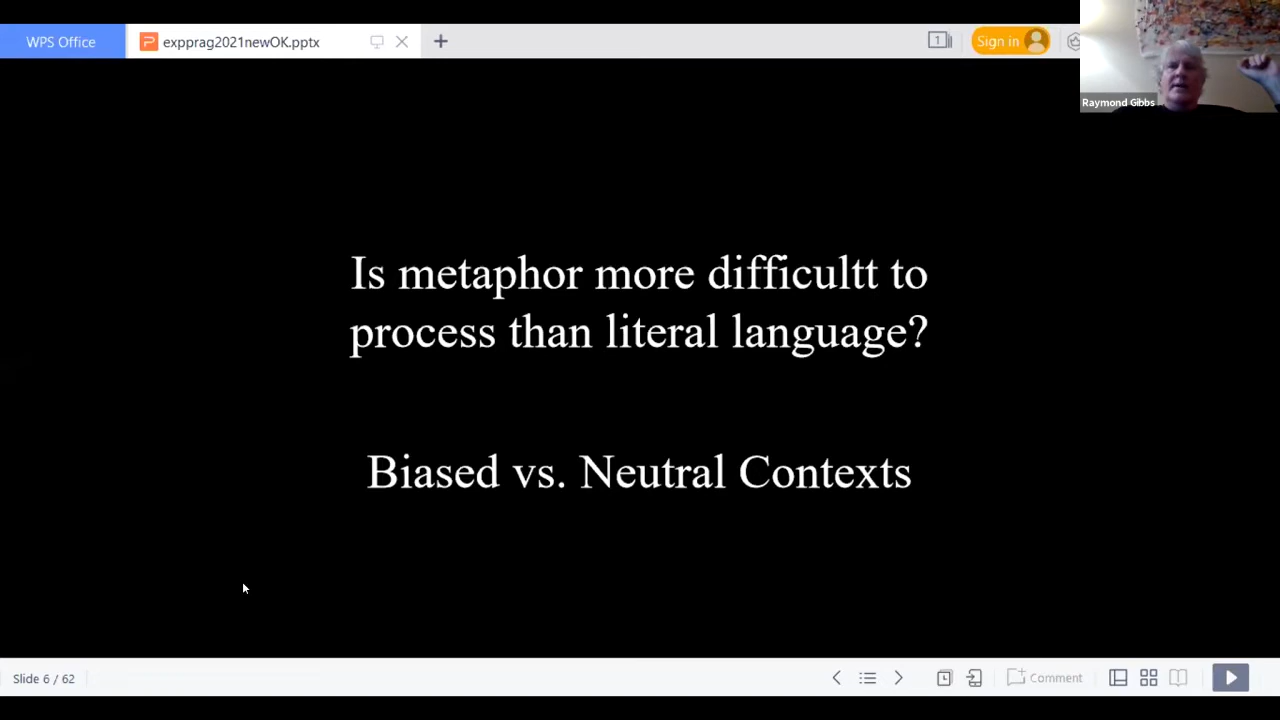 WPS Office
expprag2021newOK.pptx
1
Sign in
Raymond Gibbs
Is metaphor more difficultt to
process than literal language?
Biased vs. Neutral Contexts
Slide 6 / 62
Comment